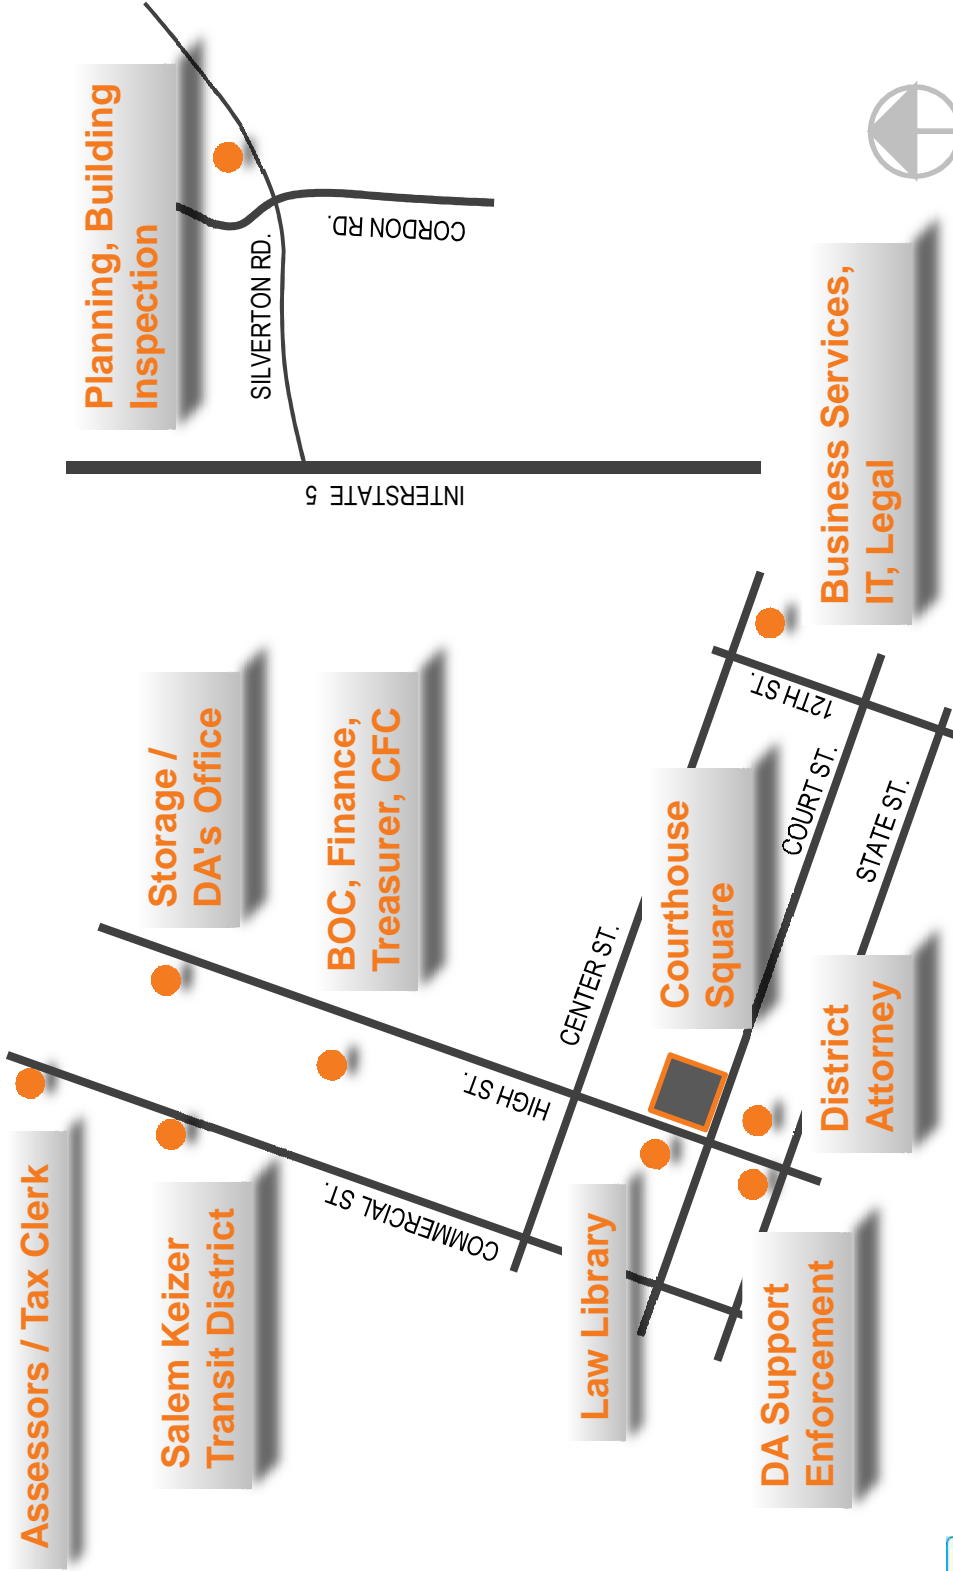 Planning, Building
Inspection
SILVERTON RD.
CORDON RD.
INTERSTATE 5
Business Services,
IT, Legal
Storage /
DA's Office
BOC, Finance,
Treasurer, CFC
12TH ST.
COURT ST.
STATE ST.
CENTER ST.
Courthouse
Square
HIGH ST.
District
Attorney
Assessors / Tax Clerk
Salem Keizer
Transit District
COMMERCIAL ST.
Law Library
DA Support
Enforcement